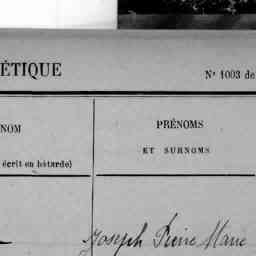 ÉTIQUE
N° 1003 de
NOM
PRÉNOMS
écrit en bâtarde)
ET SURNOMS
Joseph Pierre Marie